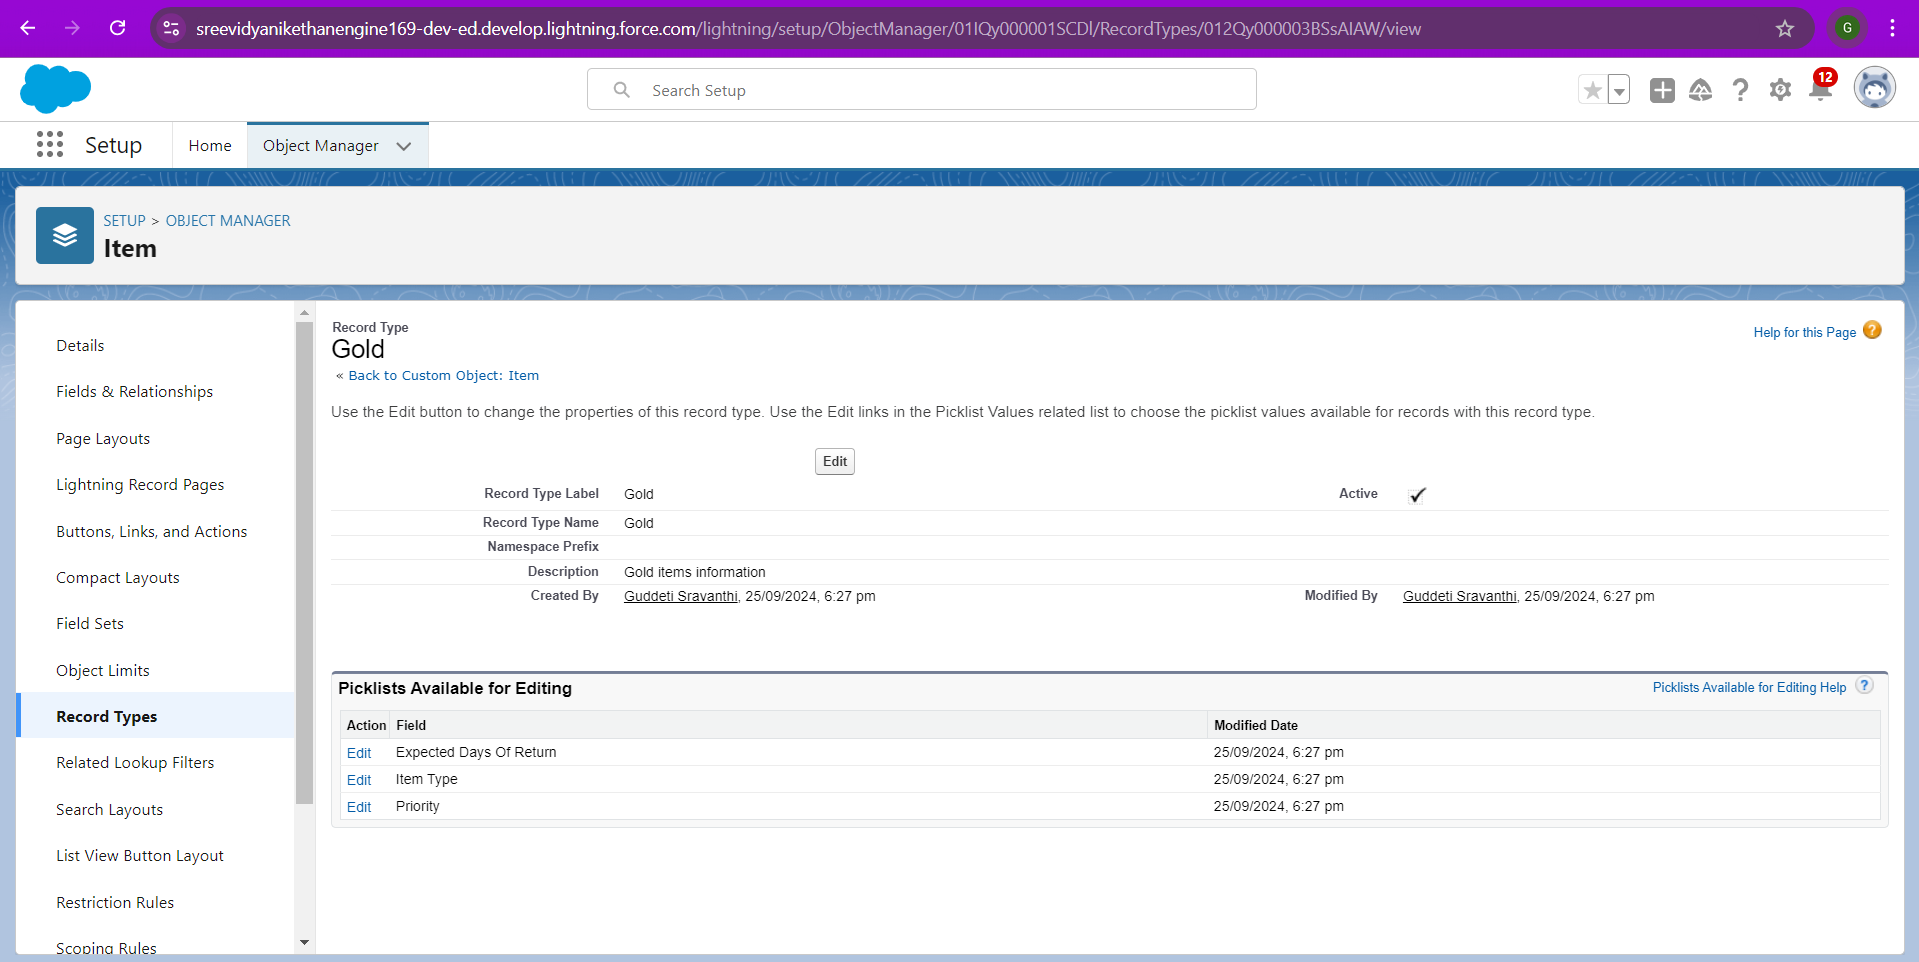 sreevidyanikethanengine169-dev-ed.develop.lightning.force.com/lightning/setup/ObjectManager/01IQy000001SCDl/RecordTypes/012Qy000003BSsAIAW/view
G
Search Setup
12
Setup
Home
Object Manager
SETUP > OBJECT MANAGER
Item
Details
Fields & Relationships
Page Layouts
Lightning Record Pages
Buttons, Links, and Actions
Compact Layouts
Field Sets
Object Limits
Record Types
Related Lookup Filters
Search Layouts
List View Button Layout
Restriction Rules
Scoping Rules
Record Type
Gold
Help for this Page ?
« Back to Custom Object: Item
Use the Edit button to change the properties of this record type. Use the Edit links in the Picklist Values related list to choose the picklist values available for records with this record type.
Edit
Record Type Label Gold Active
Record Type Name Gold
Namespace Prefix
Description Gold items information
Created By Guddeti Sravanthi, 25/09/2024, 6:27 pm Modified By Guddeti Sravanthi, 25/09/2024, 6:27 pm
Picklists Available for Editing Picklists Available for Editing Help ?
Action Field Modified Date
Edit Expected Days Of Return 25/09/2024, 6:27 pm
Edit Item Type 25/09/2024, 6:27 pm
Edit Priority 25/09/2024, 6:27 pm